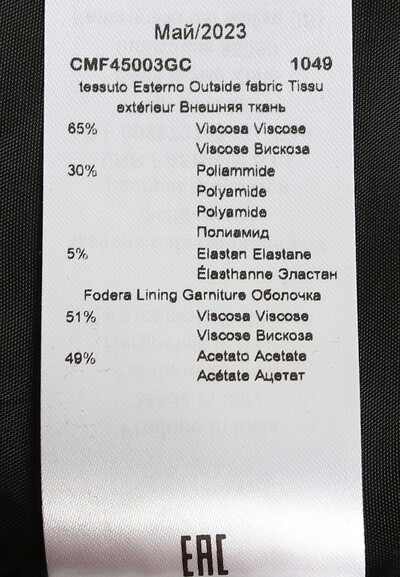 Май/2023
CMF45003GC 1049
tessuto Esterno Outside fabric Tissu
extérieur Внешняя ткань
65% Viscosa Viscose
Viscose Вискоза
30% Poliammide
Polyamide
Polyamide
Полиамид
5% Elastan Elastane
Élasthanne Эластан
Fodera Lining Garniture Оболочка
51% Viscosa Viscose
Viscose Вискоза
49% Acetato Acetate
Acétate Ацетат
EAC